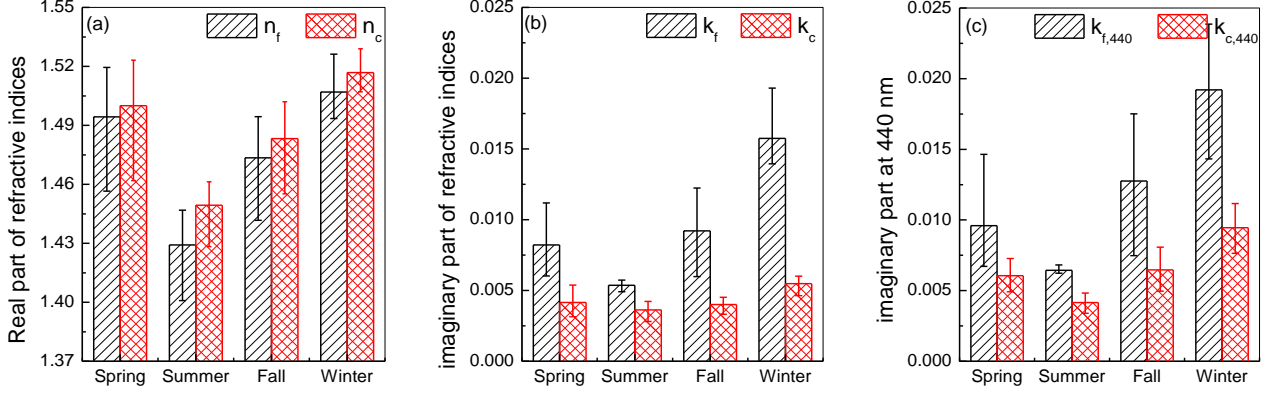 (a)
n_f
n_c
Real part of refractive indices
1.55
1.52
1.49
1.46
1.43
1.40
1.37
Spring Summer Fall Winter
(b)
k_f
k_c
imaginary part of refractive indices
0.025
0.020
0.015
0.010
0.005
0.000
Spring Summer Fall Winter
(c)
k_f,440
k_c,440
imaginary part at 440 nm
0.025
0.020
0.015
0.010
0.005
0.000
Spring Summer Fall Winter